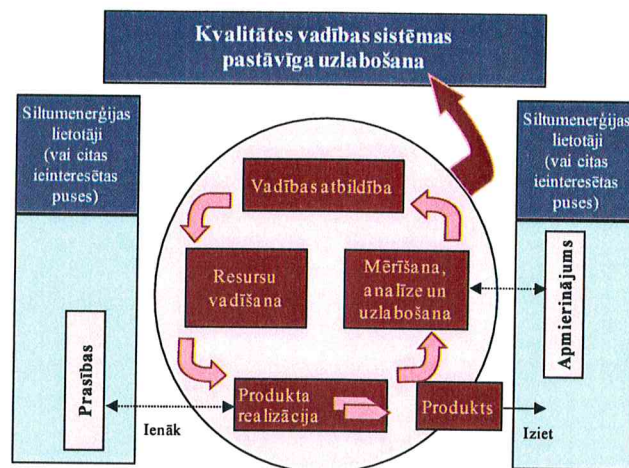 Kvalitātes vadības sistēmas
pastāvīga uzlabošana
Siltumenerģijas
lietotāji
(vai citas
ieinteresētas
puses)
Siltumenerģijas
lietotāji
(vai citas
ieinteresētas
puses)
Vadības atbildība
Resursu
vadīšana
Mērīšana,
analīze un
uzlabošana
Apmierinājums
Prasības
Produkta
realizācija
Produkts
Ienāk
Iziet